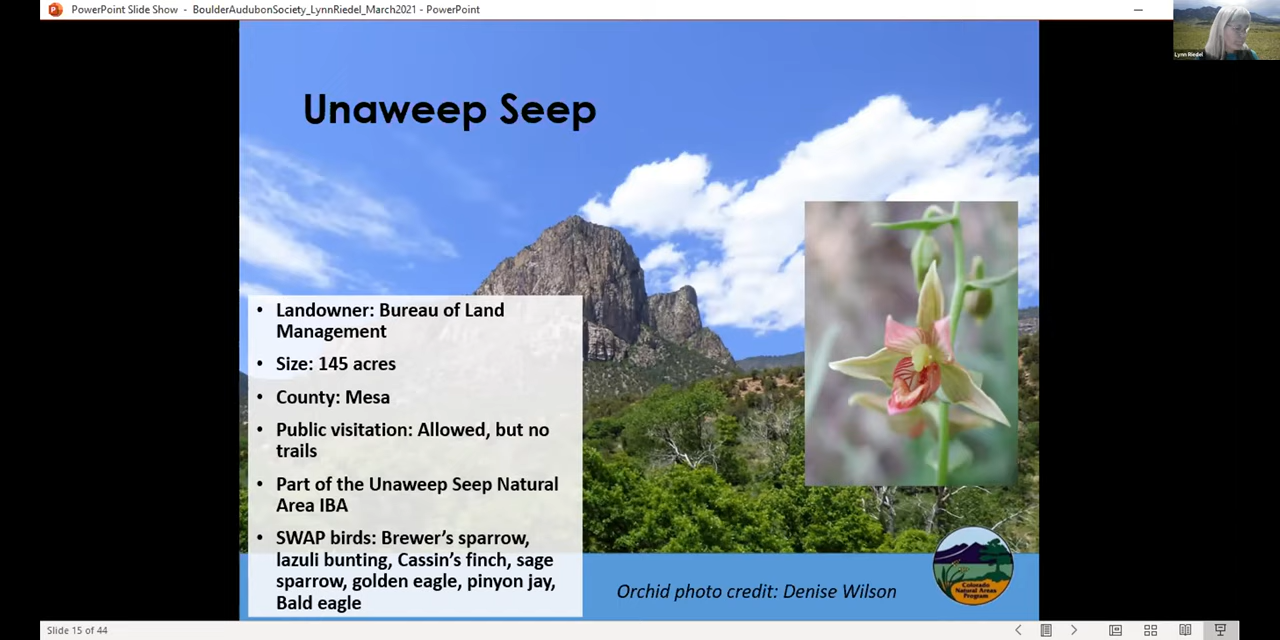 PowerPoint Slide Show - BoulderAudubonSociety_LynnRiedel_March2021 - PowerPoint
Lynn Riedel
Unaweep Seep
• Landowner: Bureau of Land
Management
• Size: 145 acres
• County: Mesa
• Public visitation: Allowed, but no
trails
• Part of the Unaweep Seep Natural
Area IBA
• SWAP birds: Brewer's sparrow,
lazuli bunting, Cassin's finch, sage
sparrow, golden eagle, pinyon jay,
Bald eagle
Orchid photo credit: Denise Wilson
Colorado
Natural Areas
Program
Slide 15 of 44